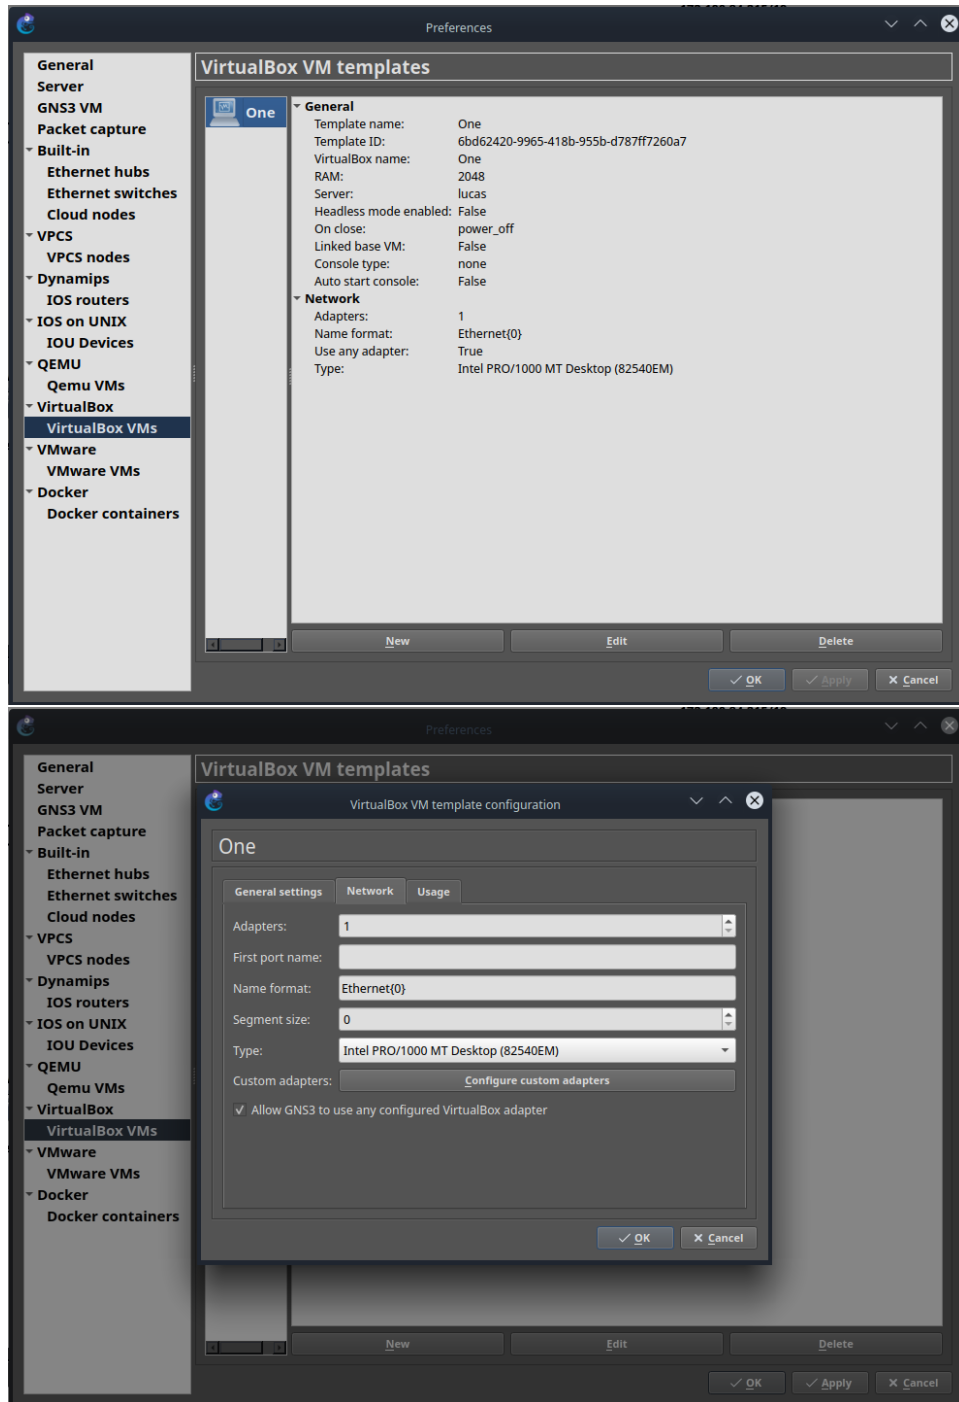 Preferences
General
Server
GNS3 VM
Packet capture
Built-in
Ethernet hubs
Ethernet switches
Cloud nodes
VPCS
VPCS nodes
Dynamips
IOS routers
IOS on UNIX
IOU Devices
QEMU
Qemu VMs
VirtualBox
VirtualBox VMs
VMware
VMware VMs
Docker
Docker containers
VirtualBox VM templates
One
General
Template name: One
Template ID: 6bd62420-9965-418b-955b-d787ff7260a7
VirtualBox name: One
RAM: 2048
Server: lucas
Headless mode enabled: False
On close: power_off
Linked base VM: False
Console type: none
Auto start console: False
Network
Adapters: 1
Name format: Ethernet{0}
Use any adapter: True
Type: Intel PRO/1000 MT Desktop (82540EM)
New Edit Delete
OK Apply Cancel
Preferences
General
Server
GNS3 VM
Packet capture
Built-in
Ethernet hubs
Ethernet switches
Cloud nodes
VPCS
VPCS nodes
Dynamips
IOS routers
IOS on UNIX
IOU Devices
QEMU
Qemu VMs
VirtualBox
VirtualBox VMs
VMware
VMware VMs
Docker
Docker containers
VirtualBox VM templates
VirtualBox VM template configuration
One
General settings Network Usage
Adapters: 1
First port name:
Name format: Ethernet{0}
Segment size: 0
Type: Intel PRO/1000 MT Desktop (82540EM)
Custom adapters: Configure custom adapters
Allow GNS3 to use any configured VirtualBox adapter
OK Cancel
New Edit Delete
OK Apply Cancel